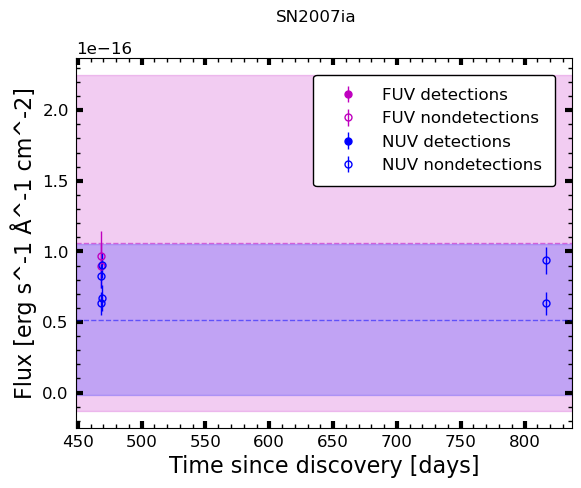 SN2007ia
1e−16
2.0
1.5
1.0
0.5
0.0
Flux [erg s^-1 Å^-1 cm^-2]
FUV detections
FUV nondetections
NUV detections
NUV nondetections
450 500 550 600 650 700 750 800
Time since discovery [days]